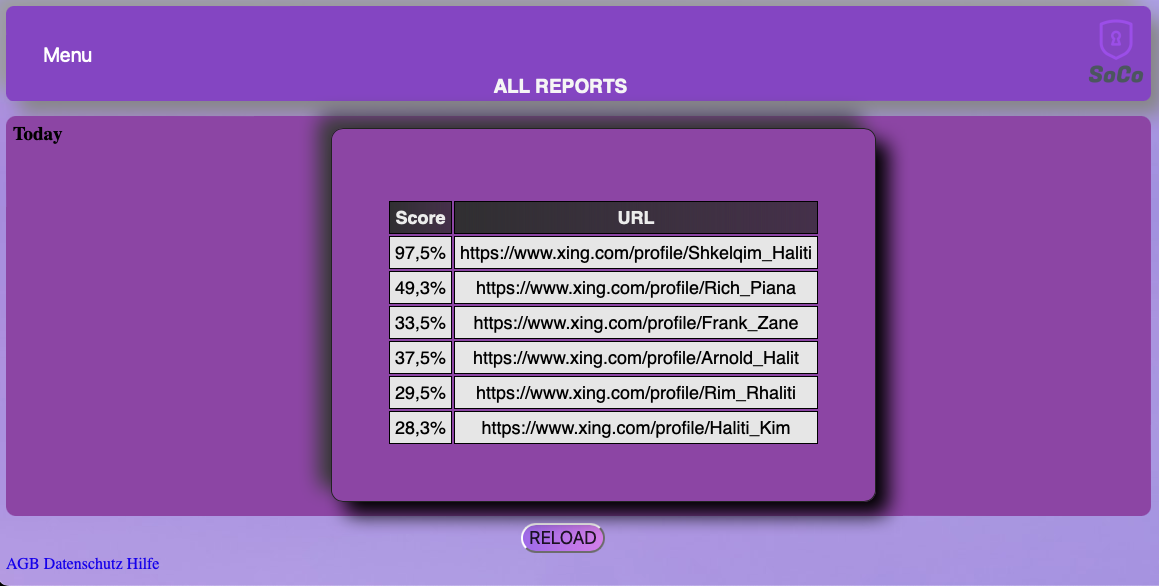 Menu
SoCo
ALL REPORTS
Today
Score URL
97,5% https://www.xing.com/profile/Shkelqim_Haliti
49,3% https://www.xing.com/profile/Rich_Piana
33,5% https://www.xing.com/profile/Frank_Zane
37,5% https://www.xing.com/profile/Arnold_Halit
29,5% https://www.xing.com/profile/Rim_Rhaliti
28,3% https://www.xing.com/profile/Haliti_Kim
RELOAD
AGB Datenschutz Hilfe